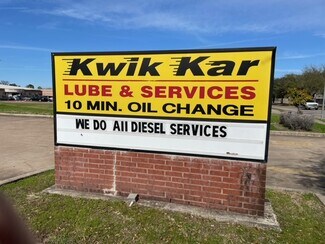 Kwik Kar
LUBE & SERVICES
10 MIN. OIL CHANGE
WE DO All DIESEL SERVICES